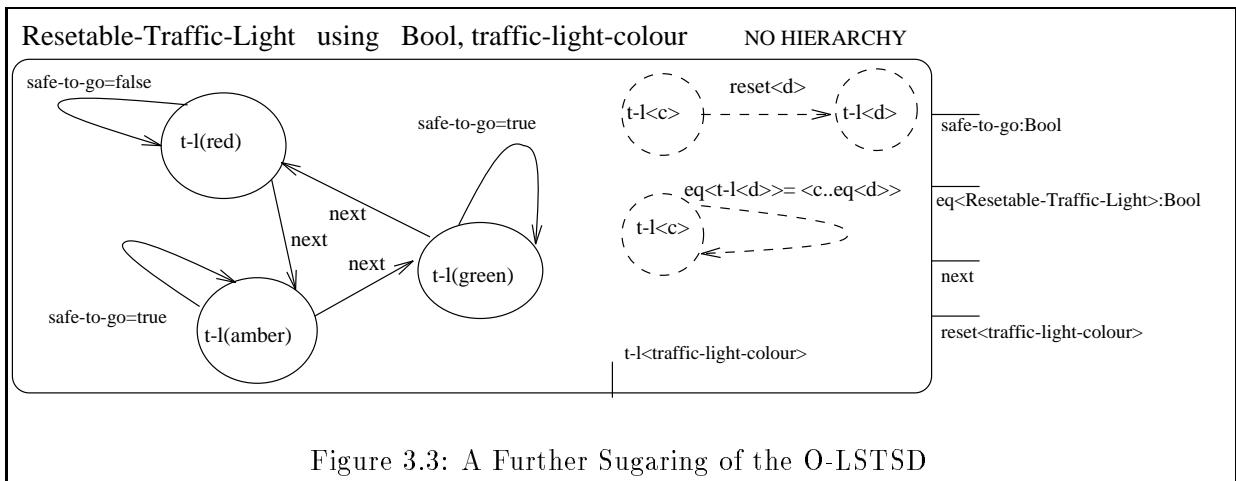 Resetable-Traffic-Light using Bool, traffic-light-colour NO HIERARCHY
safe-to-go=false
t-l(red)
safe-to-go=true
next
next
next
t-l(green)
safe-to-go=true
t-l(amber)
t-l<c>
reset<d>
t-l<d>
eq<t-l<d>>= <c..eq<d>>
t-l<c>
t-l<traffic-light-colour>
safe-to-go:Bool
eq<Resetable-Traffic-Light>:Bool
next
reset<traffic-light-colour>
Figure 3.3: A Further Sugaring of the O-LSTSD